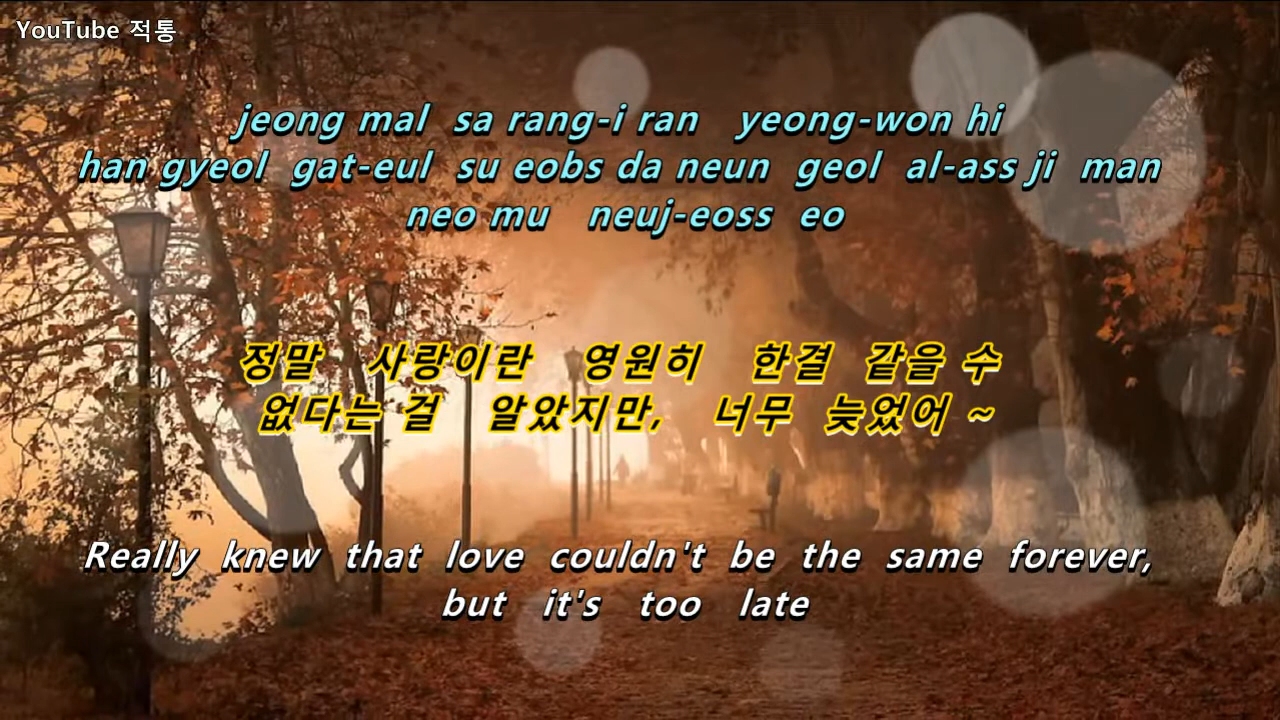 YouTube 적통
jeong mal sa rang-i ran yeong-won hi
han gyeol gat-eul su eobs da neun geol al-ass ji man
neo mu neuj-eoss eo
정말 사랑이란 영원히 한결 같을 수
없다는 걸 알았지만, 너무 늦었어 ~
Really knew that love couldn't be the same forever,
but it's too late